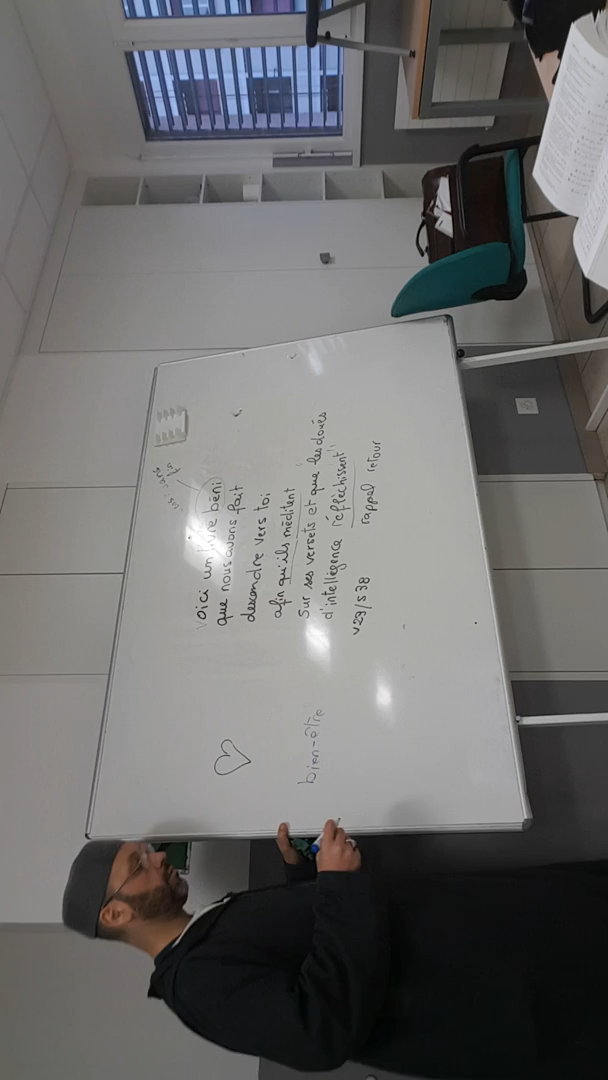 bien-être
voici un livre béni
que nous avons fait
descendre vers toi
afin qu'ils méditent
sur ses versets et que les doués
d'intellégence réfléchissent"
v29/s38 rappel retour